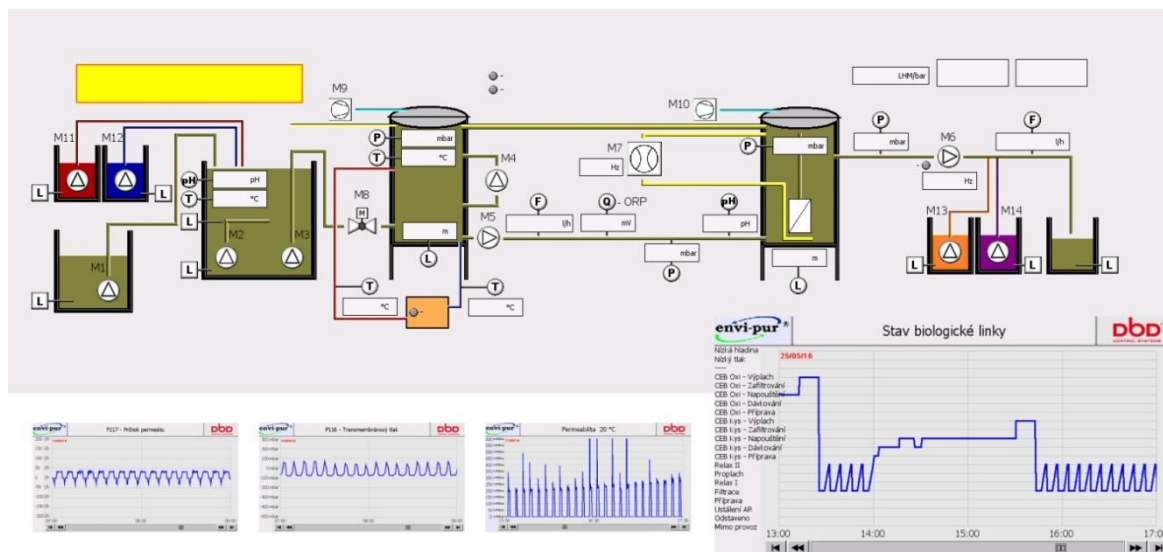 M9
M10
LHM/bar
M11
M12
P
mbar
T
°C
M4
M7
Hz
P
mbar
P
mbar
M6
F
l/h
Hz
L
L
pH
pH
T
°C
L
M2
M3
M8
M
M5
F
l/h
Q
- ORP
mV
pH
pH
m
L
mbar
P
M13
M14
m
L
L
L
L
M1
L
L
T
°C
T
°C
envi-pur®
Stav biologické linky
DbD
CONTROL SYSTEMS
Nízká hladina
Nízký tlak
----
CEB Oxi - Výplach
CEB Oxi - Zafiltrování
CEB Oxi - Napouštění
CEB Oxi - Dávkování
CEB Oxi - Příprava
CEB Kys - Výplach
CEB Kys - Zafiltrování
CEB Kys - Napouštění
CEB Kys - Dávkování
CEB Kys - Příprava
Relax II
Proplach
Relax I
Filtrace
Příprava
Ustálení AR
Odstaveno
Mimo provoz
25/05/16
13:00 14:00 15:00 16:00 17:00
envi-pur®
P117 - Průtok permeátu
DbD
envi-pur®
P116 - Transmembránový tlak
DbD
envi-pur®
Permeabilita 20 °C
DbD